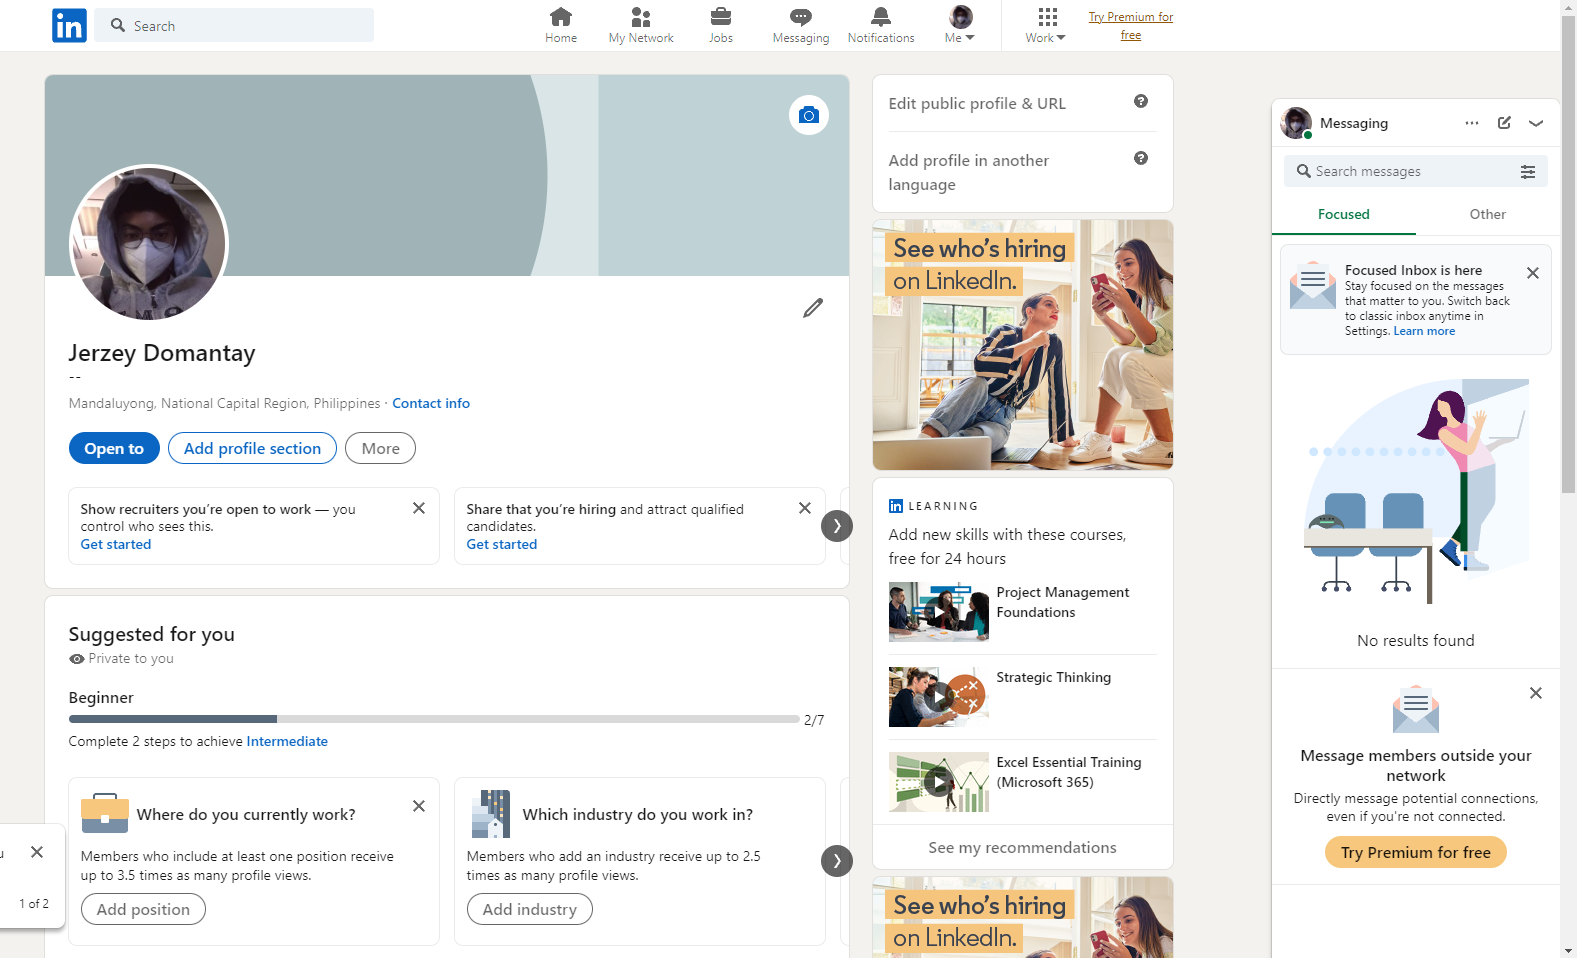 in
Search
Home
My Network
Jobs
Messaging
Notifications
Me
Work
Try Premium for
free
Edit public profile & URL
Add profile in another
language
Jerzey Domantay
--
Mandaluyong, National Capital Region, Philippines · Contact info
Open to
Add profile section
More
Show recruiters you're open to work — you
control who sees this.
Get started
Share that you're hiring and attract qualified
candidates.
Get started
Suggested for you
Private to you
Beginner
2/7
Complete 2 steps to achieve Intermediate
Where do you currently work?
Members who include at least one position receive
up to 3.5 times as many profile views.
Add position
Which industry do you work in?
Members who add an industry receive up to 2.5
times as many profile views.
Add industry
1 of 2
See who's hiring
on LinkedIn.
in LEARNING
Add new skills with these courses,
free for 24 hours
Project Management
Foundations
Strategic Thinking
Excel Essential Training
(Microsoft 365)
See my recommendations
See who's hiring
on LinkedIn.
Messaging
Search messages
Focused
Other
Focused Inbox is here
Stay focused on the messages
that matter to you. Switch back
to classic inbox anytime in
Settings. Learn more
No results found
Message members outside your
network
Directly message potential connections,
even if you're not connected.
Try Premium for free